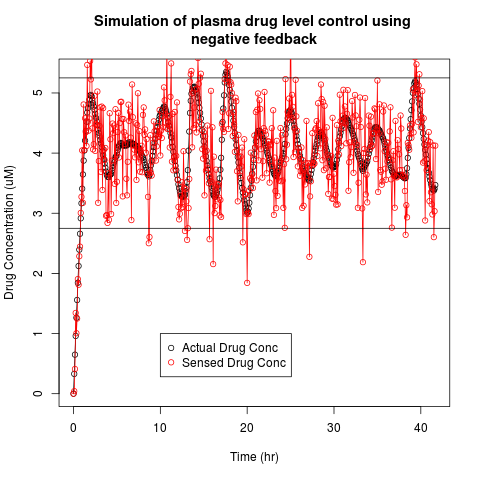 Simulation of plasma drug level control using
negative feedback
Drug Concentration (uM)
5
4
3
2
1
0
Actual Drug Conc
Sensed Drug Conc
0
10
20
30
40
Time (hr)